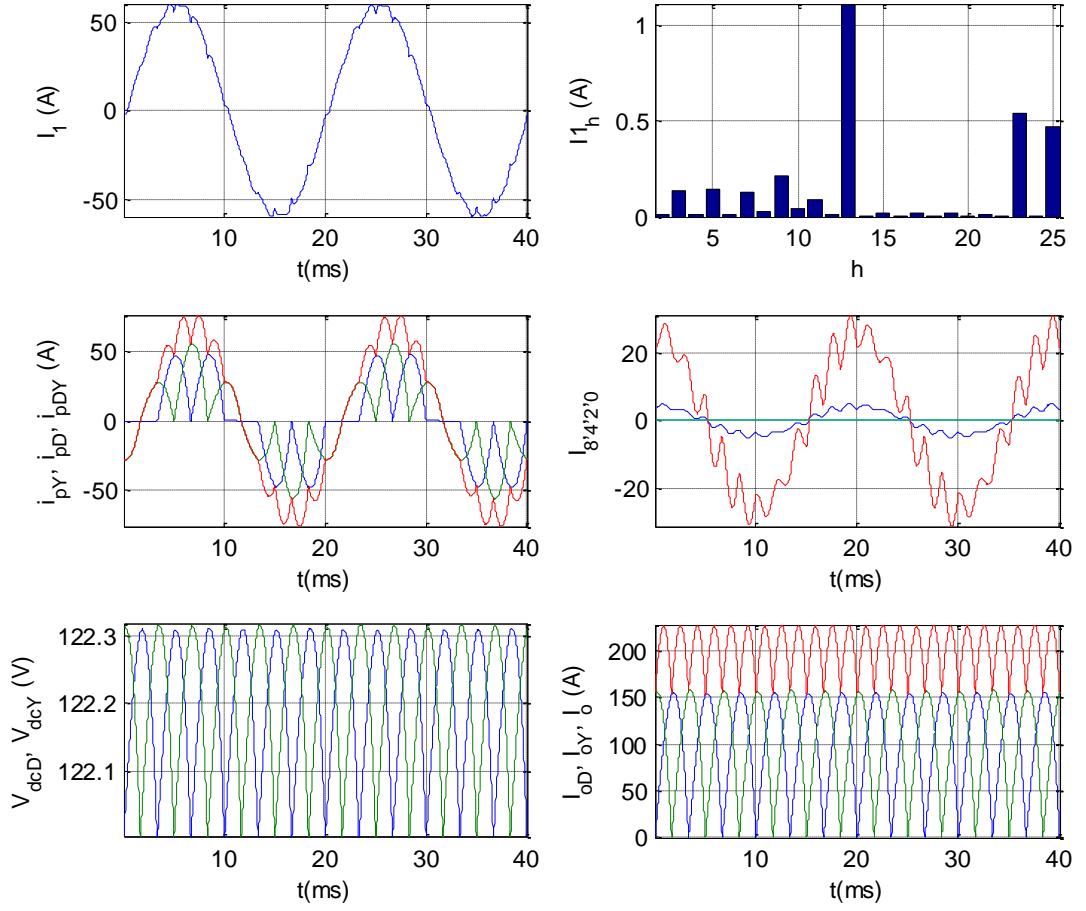 50
0
-50
I1 (A)
10 20 30 40
t(ms)
1
0.5
0
I1h (A)
5 10 15 20 25
h
50
0
-50
ipY, ipD, ipDY (A)
10 20 30 40
t(ms)
20
0
-20
I8'4'2'0
10 20 30 40
t(ms)
122.3
122.2
122.1
VdcD, VdcY (V)
10 20 30 40
t(ms)
200
150
100
50
0
IoD, IoY, Io (A)
10 20 30 40
t(ms)